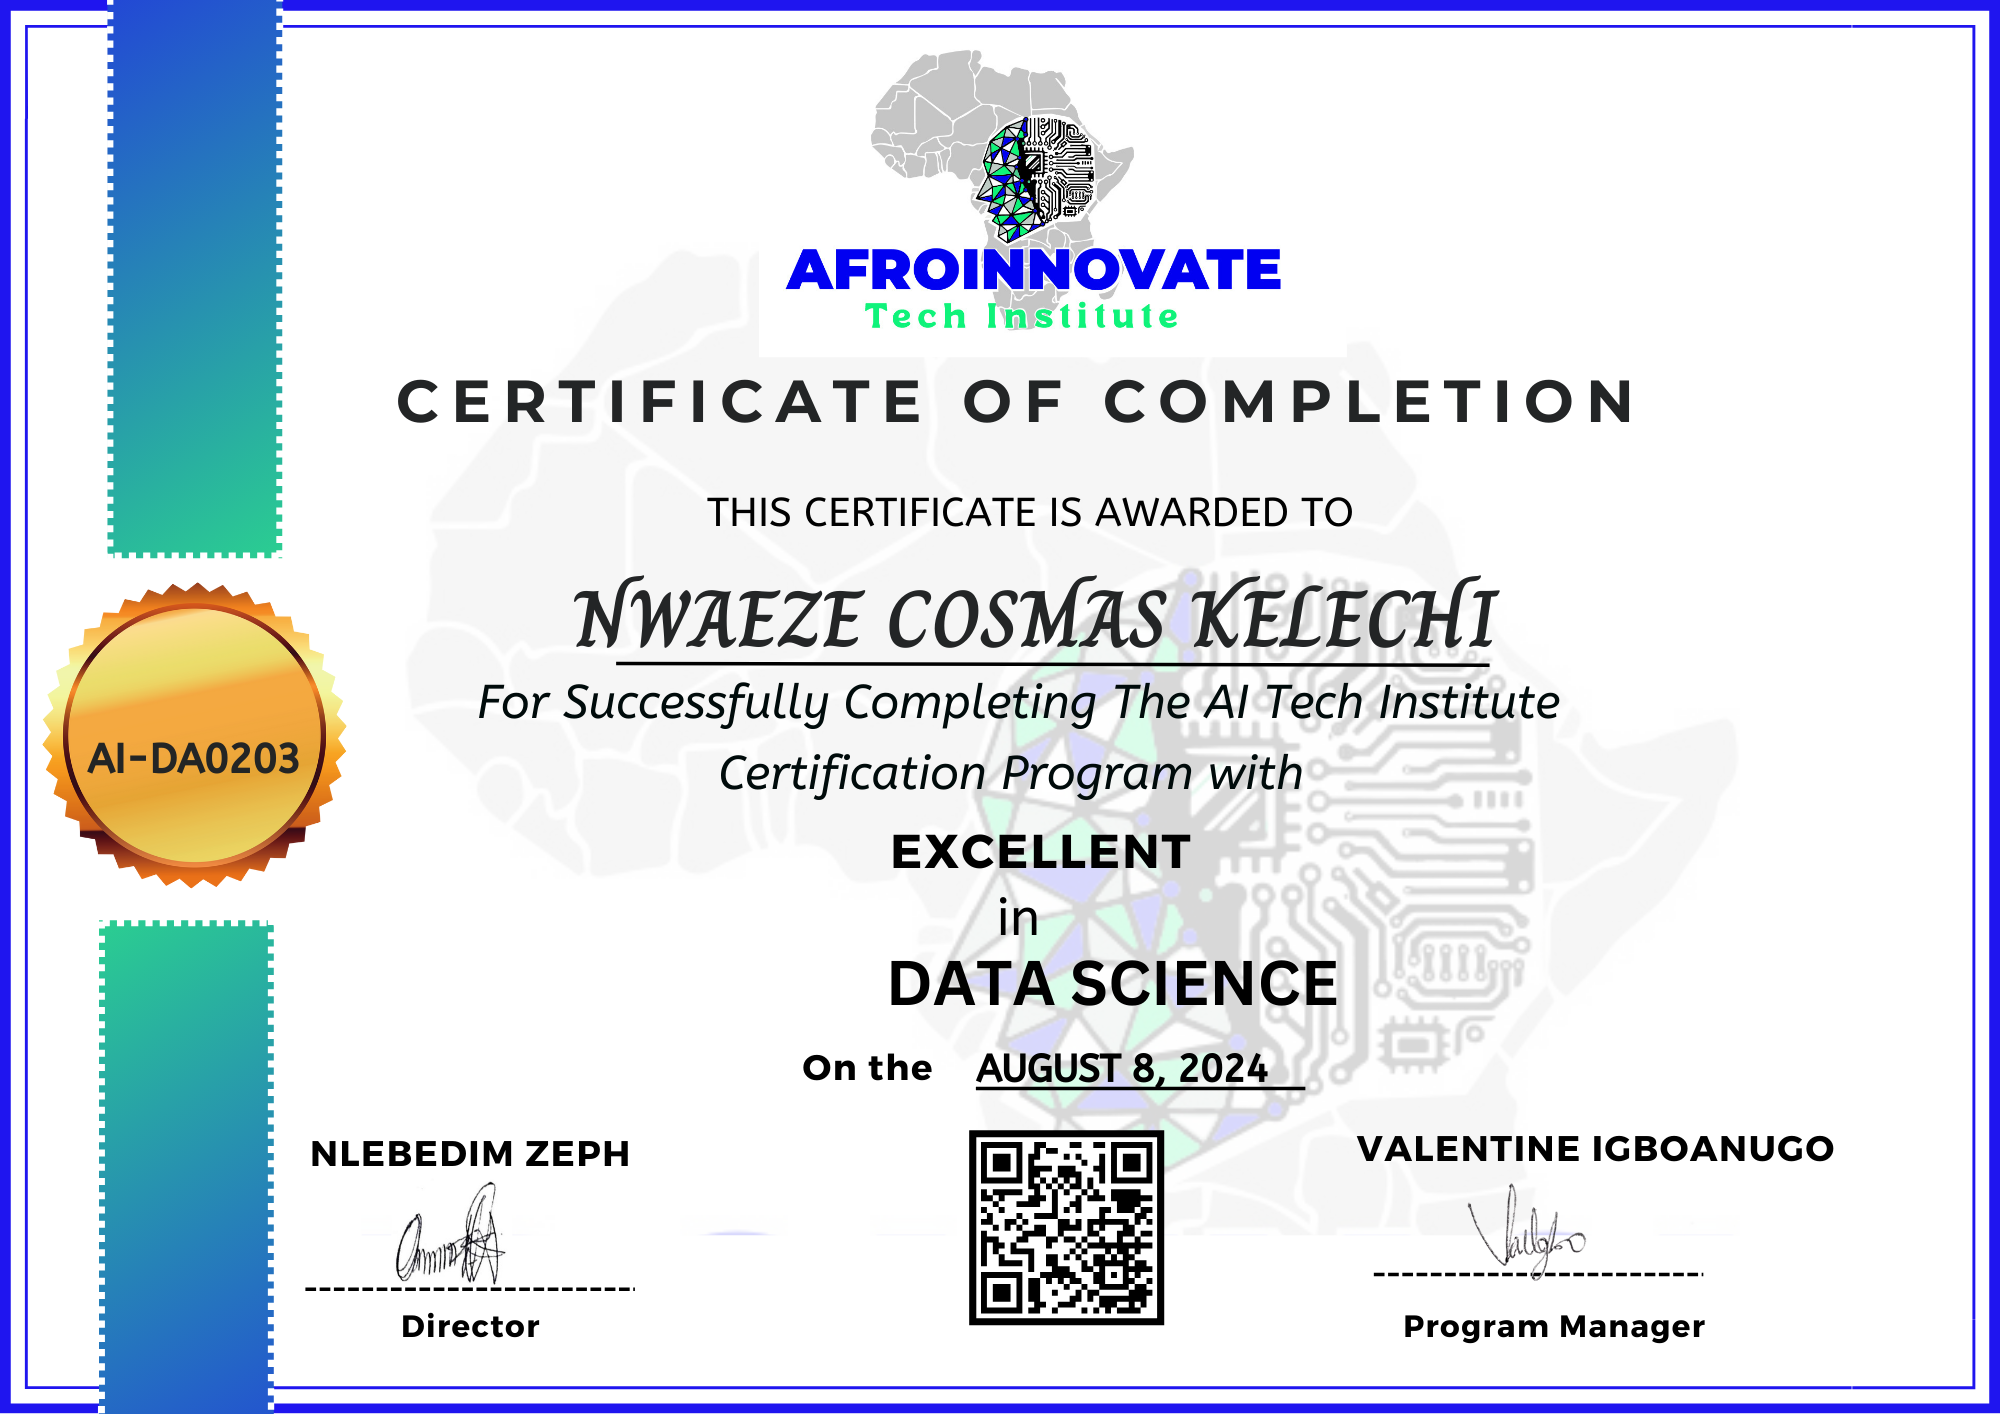 AFROINNOVATE
Tech Institute
CERTIFICATE OF COMPLETION
THIS CERTIFICATE IS AWARDED TO
NWAEZE COSMAS KELECHI
For Successfully Completing The AI Tech Institute
Certification Program with
AI-DA0203
EXCELLENT
in
DATA SCIENCE
On the AUGUST 8, 2024
NLEBEDIM ZEPH
VALENTINE IGBOANUGO
Director
Program Manager